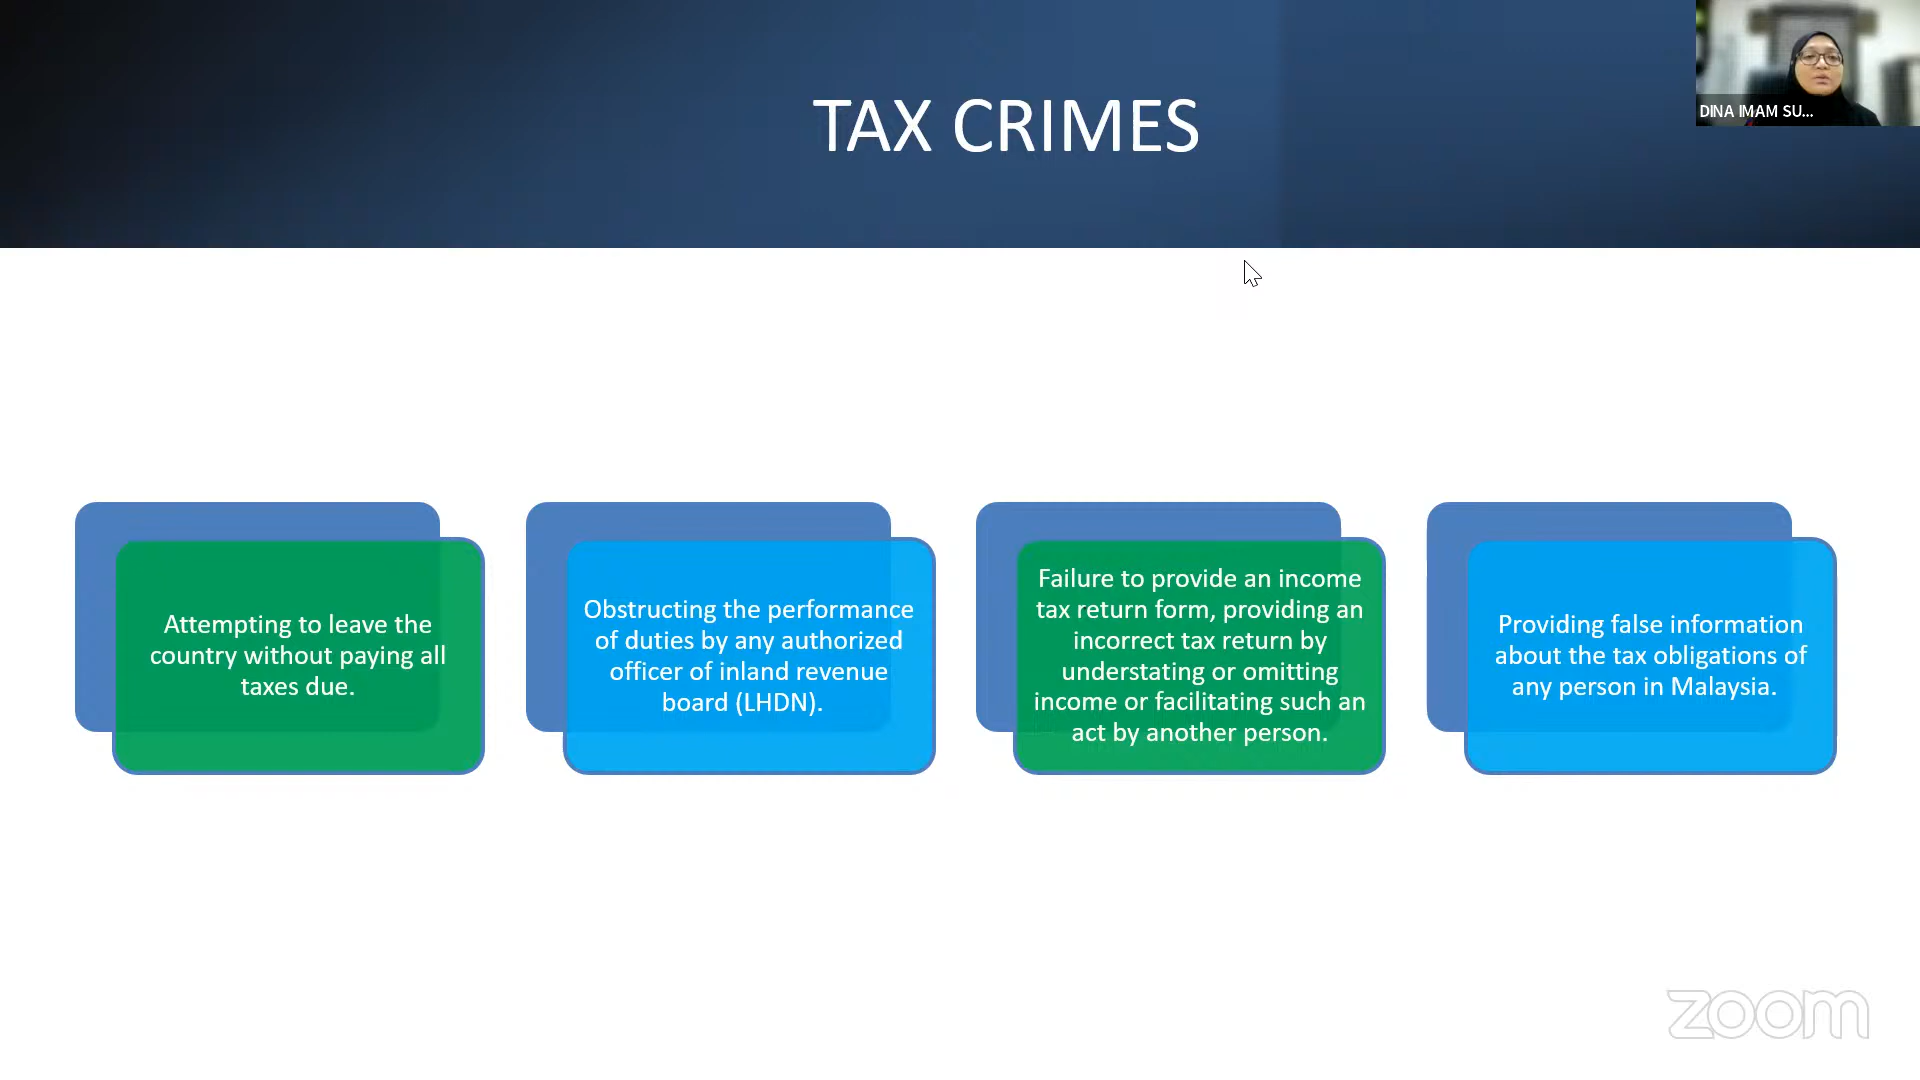 TAX CRIMES
DINA IMAM SU...
Attempting to leave the
country without paying all
taxes due.
Obstructing the performance
of duties by any authorized
officer of inland revenue
board (LHDN).
Failure to provide an income
tax return form, providing an
incorrect tax return by
understating or omitting
income or facilitating such an
act by another person.
Providing false information
about the tax obligations of
any person in Malaysia.
zoom